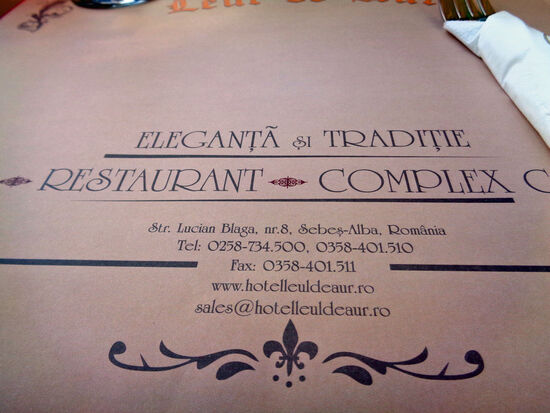 ELEGANȚĂ ȘI TRADIȚIE
RESTAURANT COMPLEX
Str. Lucian Blaga, nr.8, Sebeș-Alba, România
Tel: 0258-734.500, 0358-401.510
Fax: 0358-401.511
www.hotelleuldeaur.ro
sales@hotelleuldeaur.ro